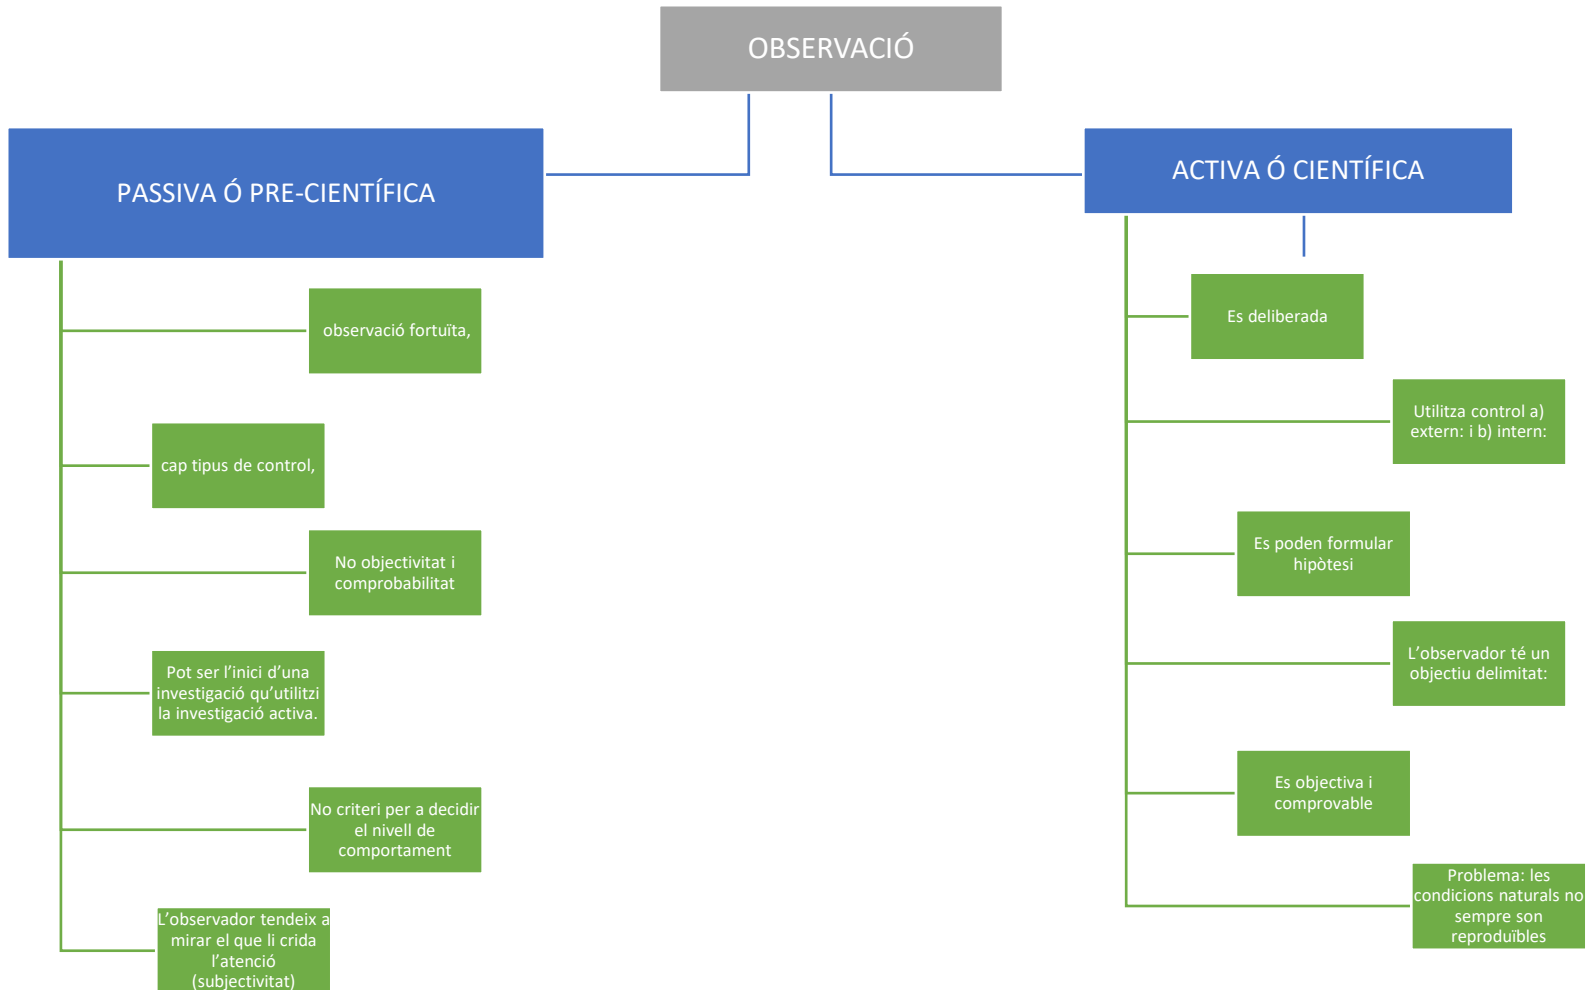 OBSERVACIÓ
PASSIVA Ó PRE-CIENTÍFICA
observació fortuïta,
cap tipus de control,
No objectivitat i
comprobabilitat
Pot ser l’inici d’una
investigació qu’utilitzi
la investigació activa.
No criteri per a decidir
el nivell de
comportament
L’observador tendeix a
mirar el que li crida
l’atenció
(subjectivitat)
ACTIVA Ó CIENTÍFICA
Es deliberada
Utilitza control a)
extern: i b) intern:
Es poden formular
hipòtesi
L’observador té un
objectiu delimitat:
Es objectiva i
comprovable
Problema: les
condicions naturals no
sempre son
reproduïbles